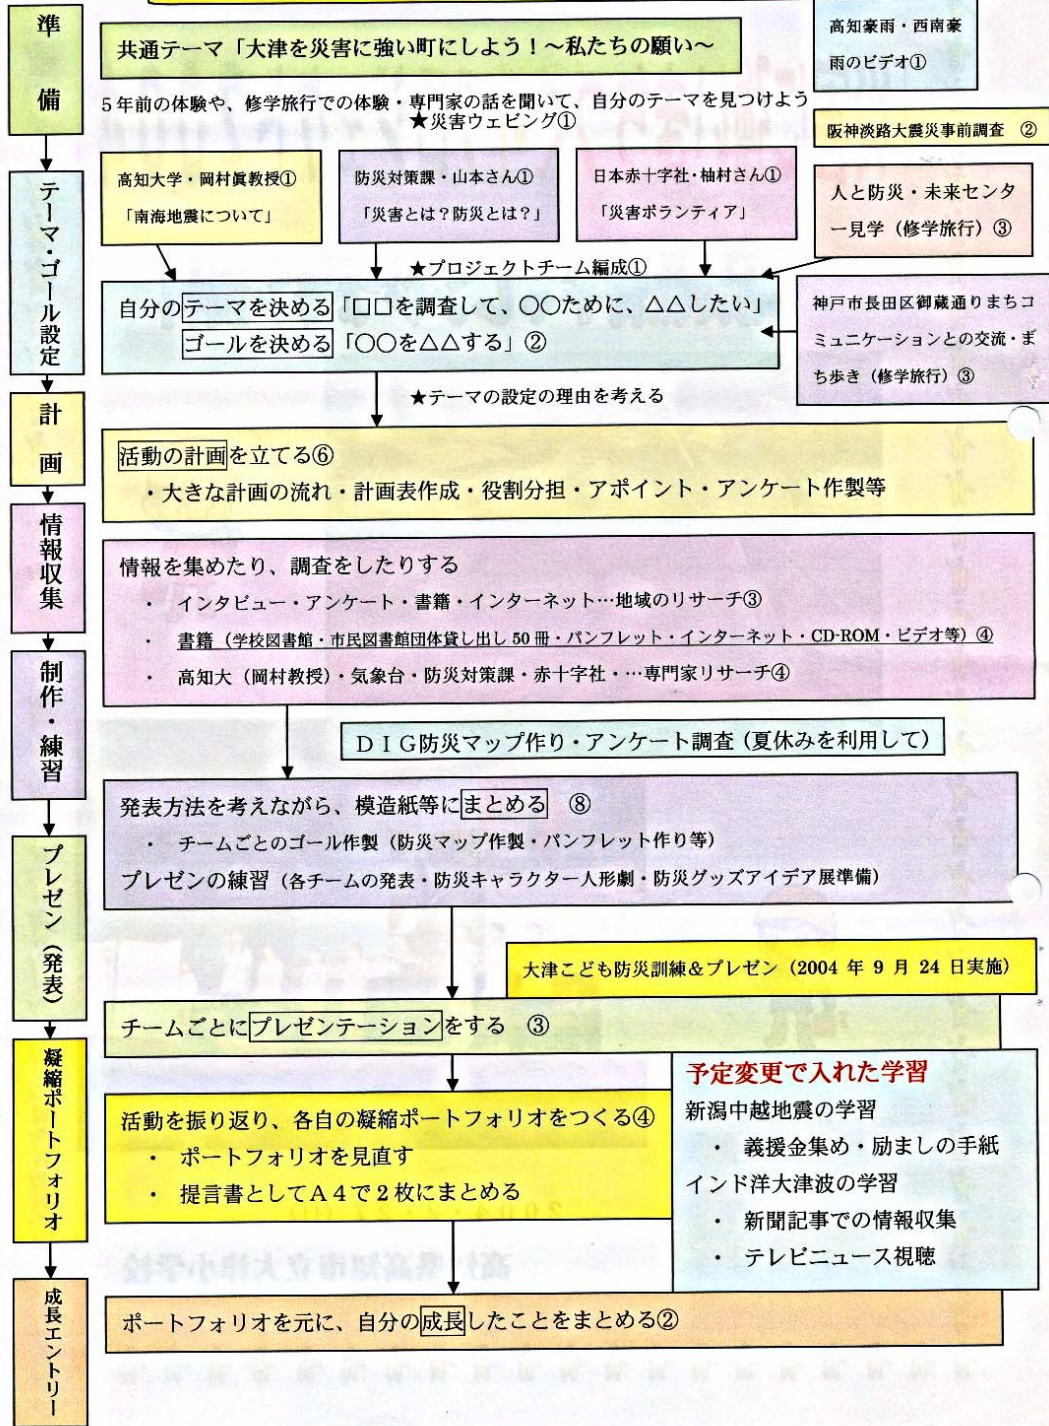 準備
共通テーマ「大津を災害に強い町にしよう！～私たちの願い～
高知豪雨・西南豪
雨のビデオ①
5年前の体験や、修学旅行での体験・専門家の話を聞いて、自分のテーマを見つけよう
★災害ウェビング①
阪神淡路大震災事前調査　②
テーマ・ゴール設定
高知大学・岡村眞教授①
「南海地震について」
防災対策課・山本さん①
「災害とは？防災とは？」
日本赤十字社・柚村さん①
「災害ボランティア」
人と防災・未来センタ
ー見学（修学旅行）③
★プロジェクトチーム編成①
自分のテーマを決める「□□を調査して、○○ために、△△したい」
ゴールを決める「○○を△△する」②
神戸市長田区御蔵通りまちコ
ミュニケーションとの交流・ま
ち歩き（修学旅行）③
★テーマの設定の理由を考える
計画
活動の計画を立てる⑥
・大きな計画の流れ・計画表作成・役割分担・アポイント・アンケート作製等
情報収集
情報を集めたり、調査をしたりする
・　インタビュー・アンケート・書籍・インターネット…地域のリサーチ③
・　書籍（学校図書館・市民図書館団体貸し出し50冊・パンフレット・インターネット・CD-ROM・ビデオ等）④
・　高知大（岡村教授）・気象台・防災対策課・赤十字社・…専門家リサーチ④
制作・練習
ＤＩＧ防災マップ作り・アンケート調査（夏休みを利用して）
発表方法を考えながら、模造紙等にまとめる　⑧
・　チームごとのゴール作製（防災マップ作製・パンフレット作り等）
プレゼンの練習（各チームの発表・防災キャラクター人形劇・防災グッズアイデア展準備）
プレゼン（発表）
大津こども防災訓練＆プレゼン（2004 年 9 月 24 日実施）
チームごとにプレゼンテーションをする　③
凝縮ポートフォリオ
活動を振り返り、各自の凝縮ポートフォリオをつくる④
・　ポートフォリオを見直す
・　提言書としてＡ４で２枚にまとめる
予定変更で入れた学習
新潟中越地震の学習
・　義援金集め・励ましの手紙
インド洋大津波の学習
・　新聞記事での情報収集
・　テレビニュース視聴
成長エントリー
ポートフォリオを元に、自分の成長したことをまとめる②